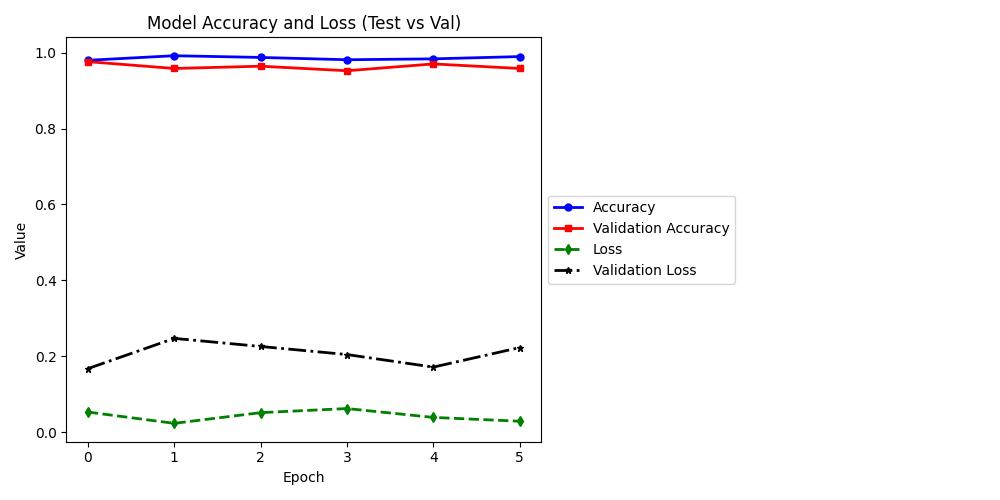 Model Accuracy and Loss (Test vs Val)
1.0
0.8
0.6
0.4
0.2
0.0
Value
0 1 2 3 4 5
Epoch
Accuracy
Validation Accuracy
Loss
Validation Loss